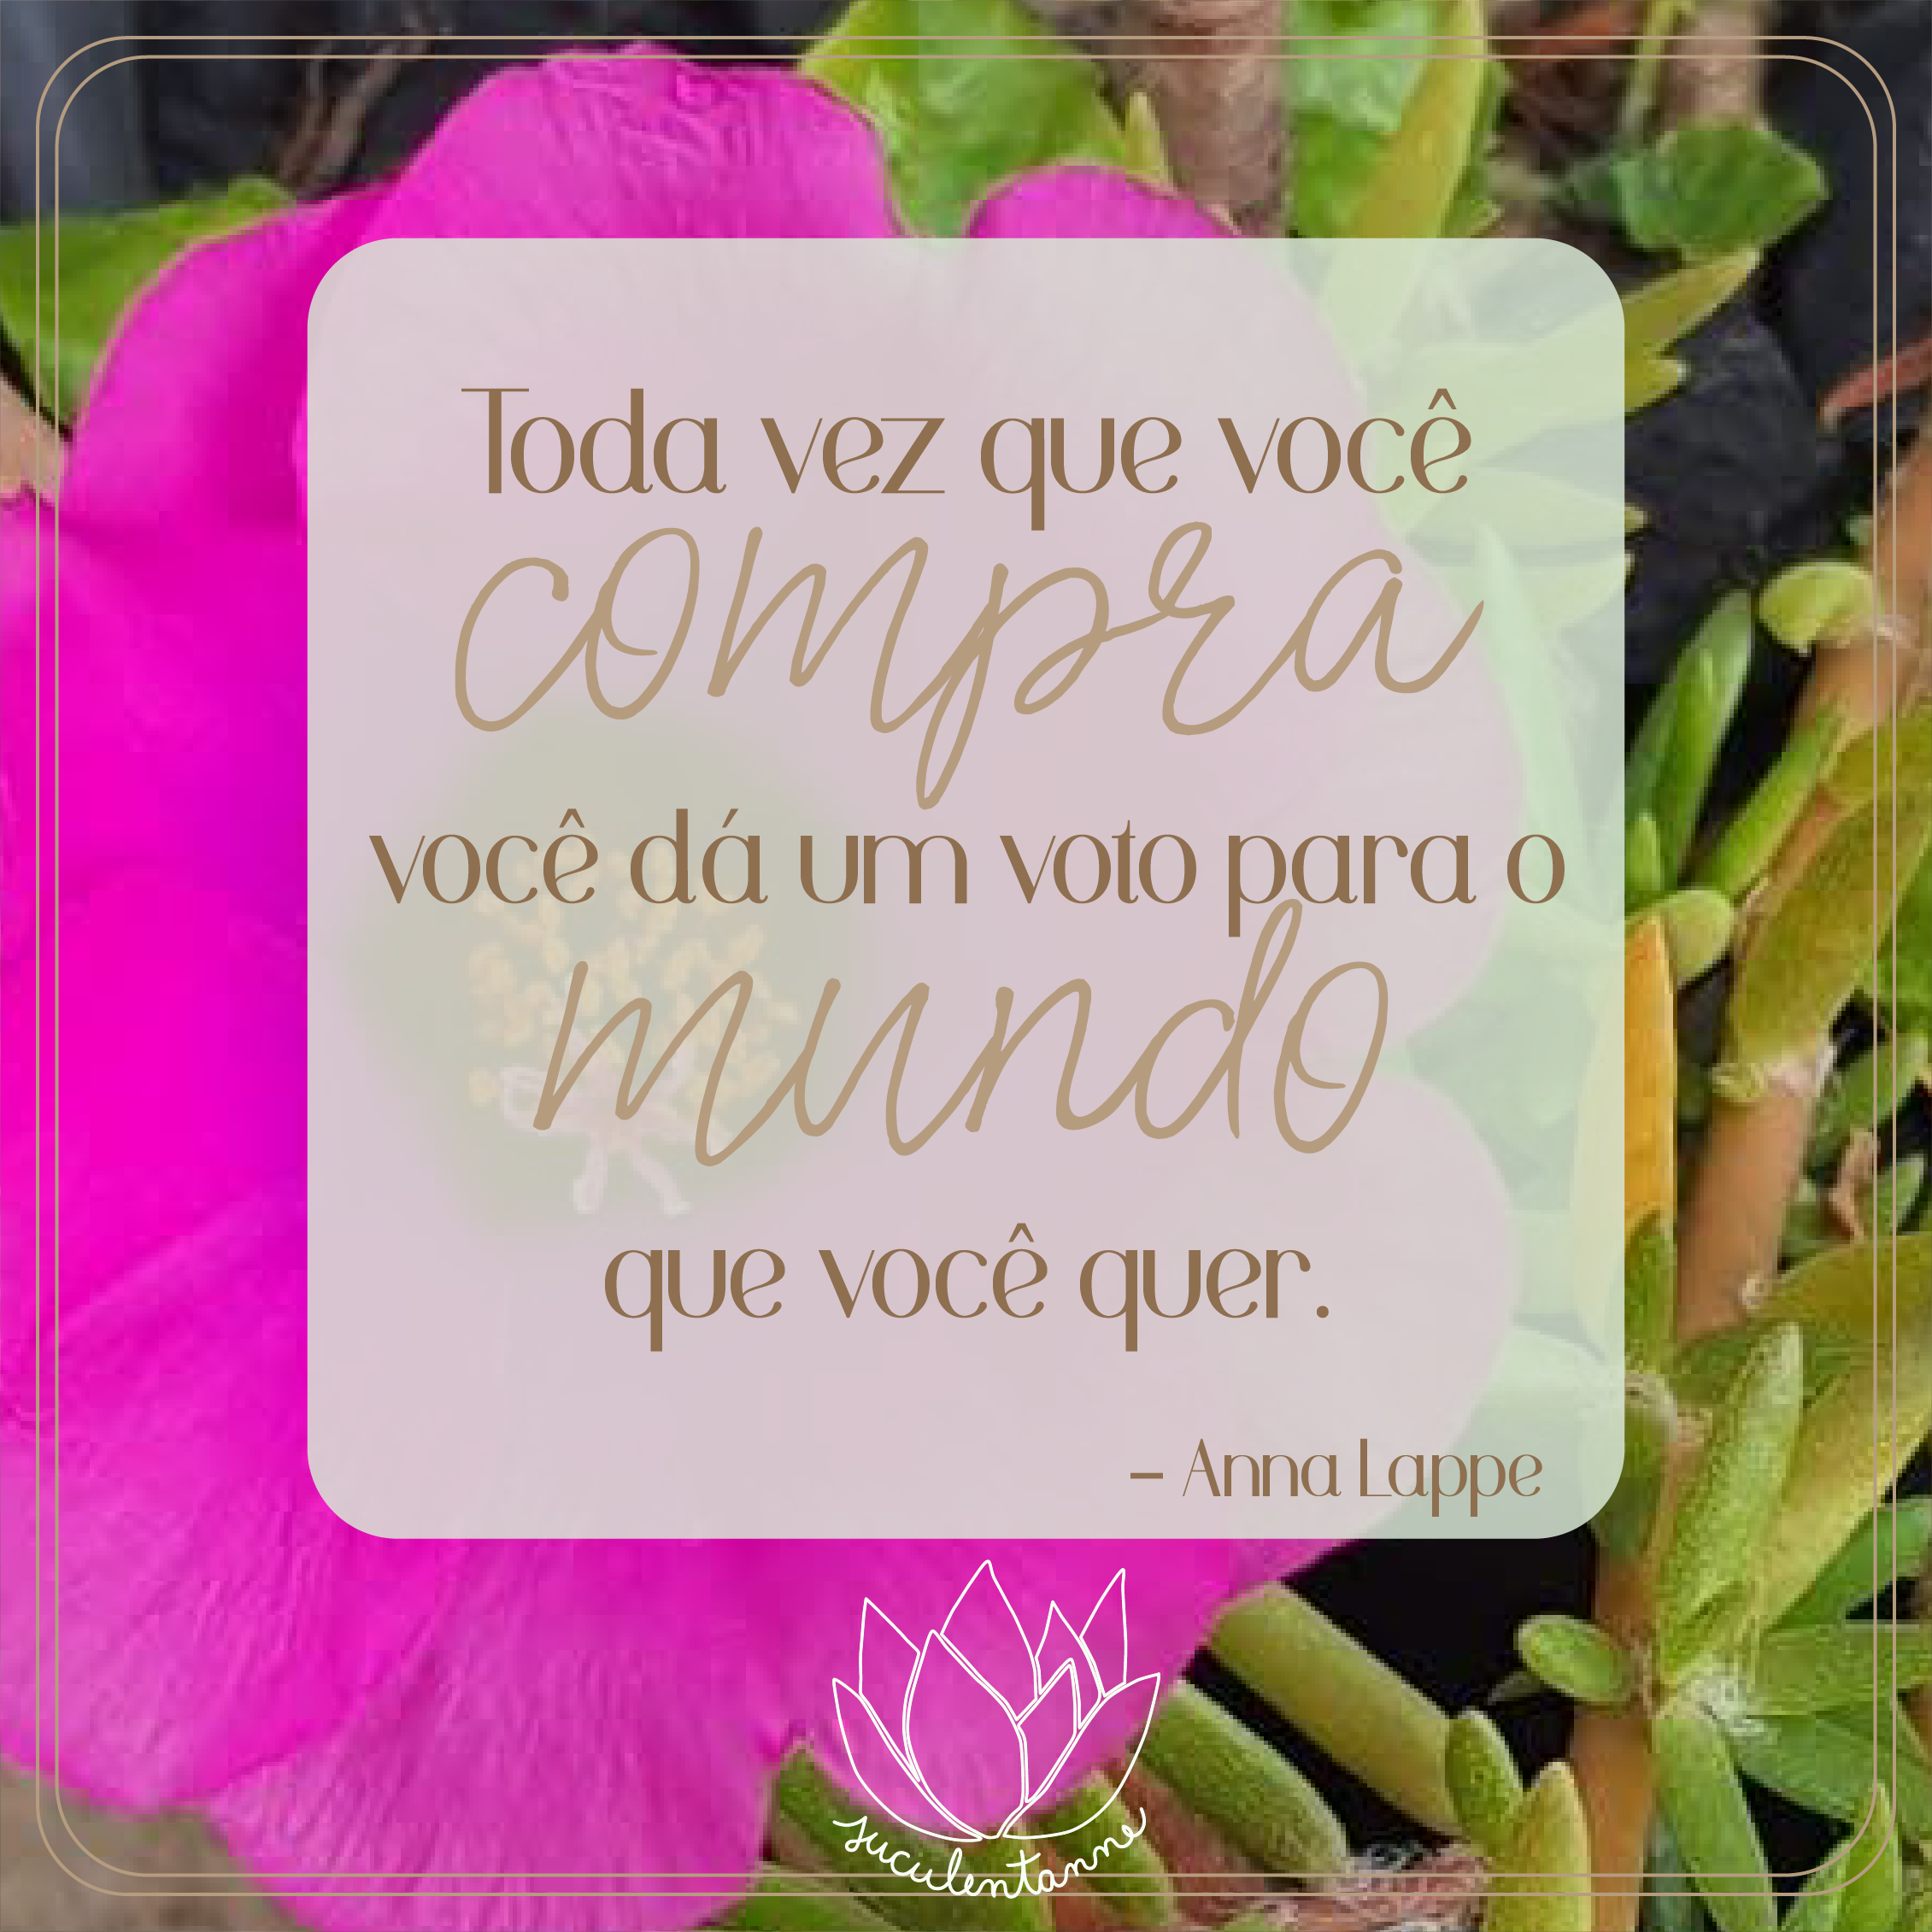 Toda vez que você
compra
você dá um voto para o
mundo
que você quer.
– Anna Lappe
suculentanne